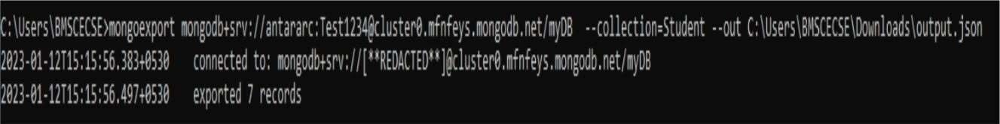 C:\Users\BMSCECSE>mongoexport mongodb+srv://antararc:Test1234@cluster0.mfnfeys.mongodb.net/myDB  --collection=Student --out C:\Users\BMSCECSE\Downloads\output.json
2023-01-12T15:15:56.383+0530    connected to: mongodb+srv://[**REDACTED**]@cluster0.mfnfeys.mongodb.net/myDB
2023-01-12T15:15:56.497+0530    exported 7 records